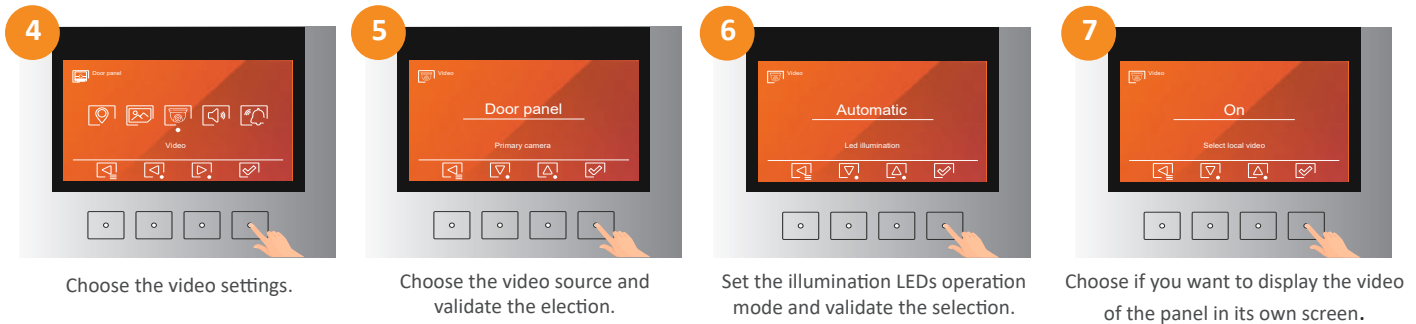 4
Door panel
Video
Choose the video settings.
5
Video
Door panel
Primary camera
Choose the video source and
validate the election.
6
Video
Automatic
Led illumination
Set the illumination LEDs operation
mode and validate the selection.
7
Video
On
Select local video
Choose if you want to display the video
of the panel in its own screen.